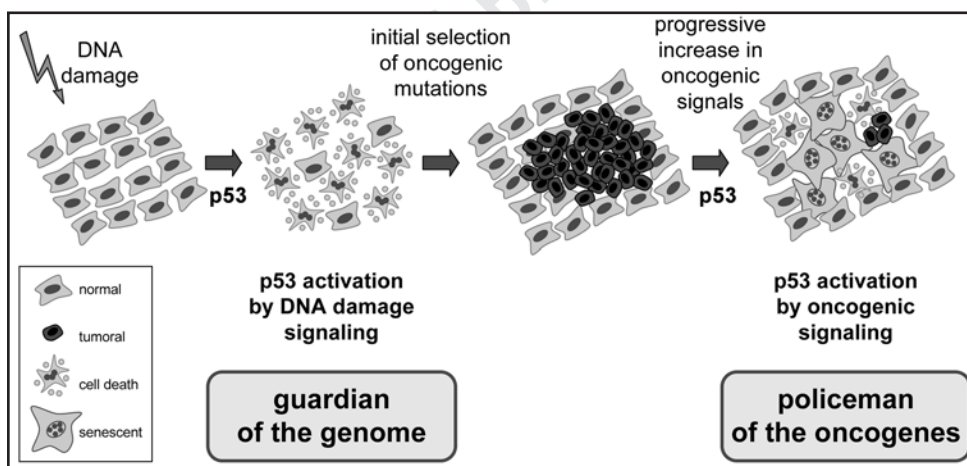 DNA
damage
initial selection
of oncogenic
mutations
progressive
increase in
oncogenic
signals
p53
p53
normal
tumoral
cell death
senescent
p53 activation
by DNA damage
signaling
p53 activation
by oncogenic
signaling
guardian
of the genome
policeman
of the oncogenes